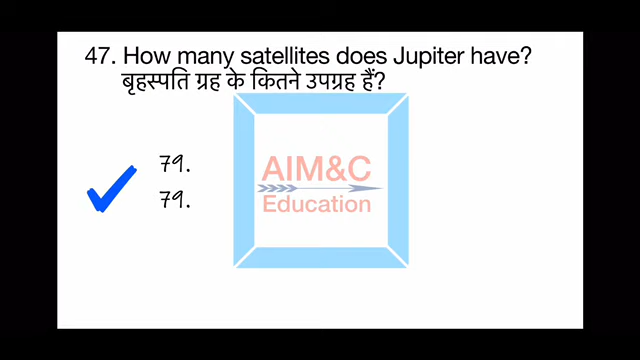 47. How many satellites does Jupiter have?
बृहस्पति ग्रह के कितने उपग्रह हैं?
79.
79.
AIM&C
Education